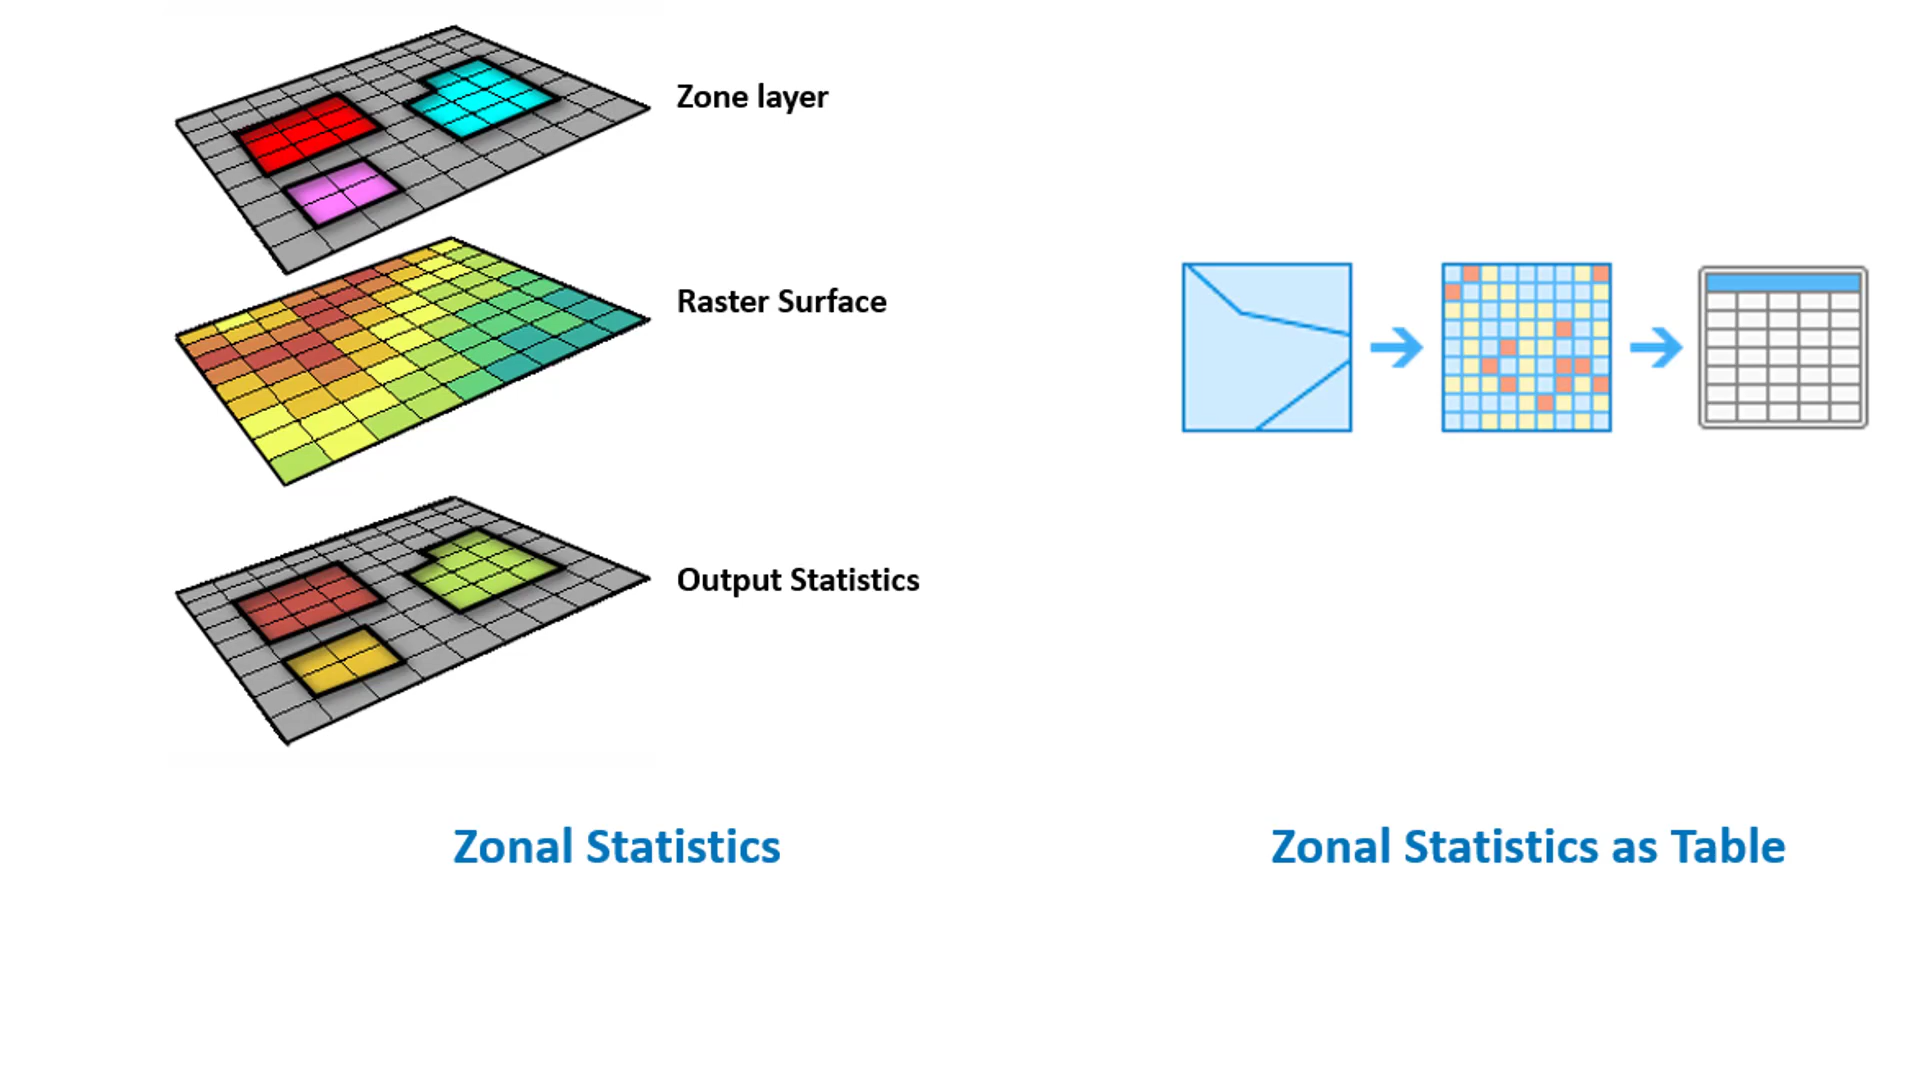 Zone layer
Raster Surface
Output Statistics
Zonal Statistics
Zonal Statistics as Table